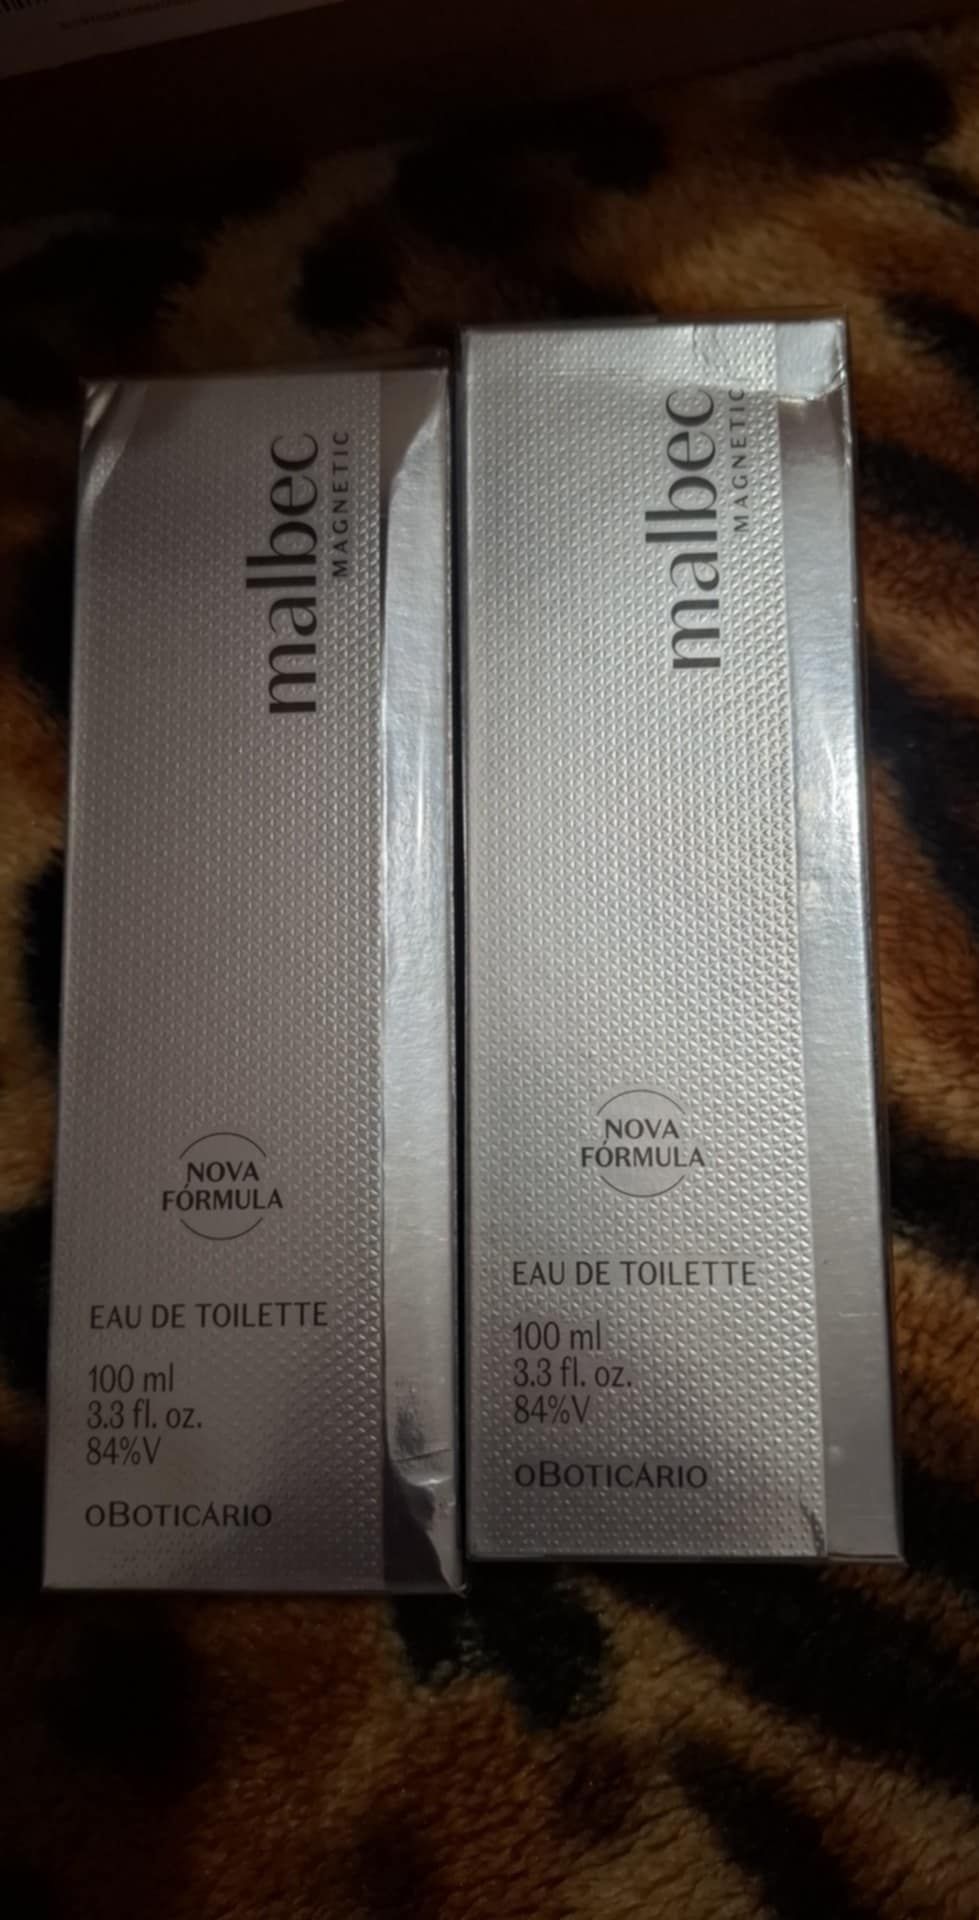 malbec
MAGNETIC
NOVA
FÓRMULA
EAU DE TOILETTE
100 ml
3.3 fl. oz.
84%V
oBOTICÁRIO
malbec
MAGNETIC
NOVA
FÓRMULA
EAU DE TOILETTE
100 ml
3.3 fl. oz.
84%V
oBOTICÁRIO